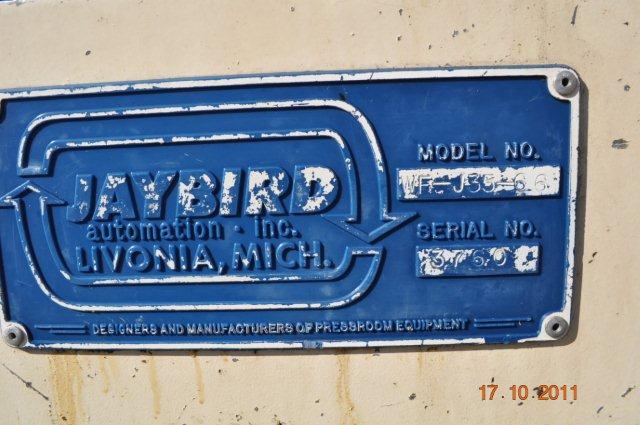 JAYBIRD
automation · inc.
LIVONIA, MICH.
MODEL NO.
SERIAL NO.
DESIGNERS AND MANUFACTURERS OF PRESSROOM EQUIPMENT
17.10.2011